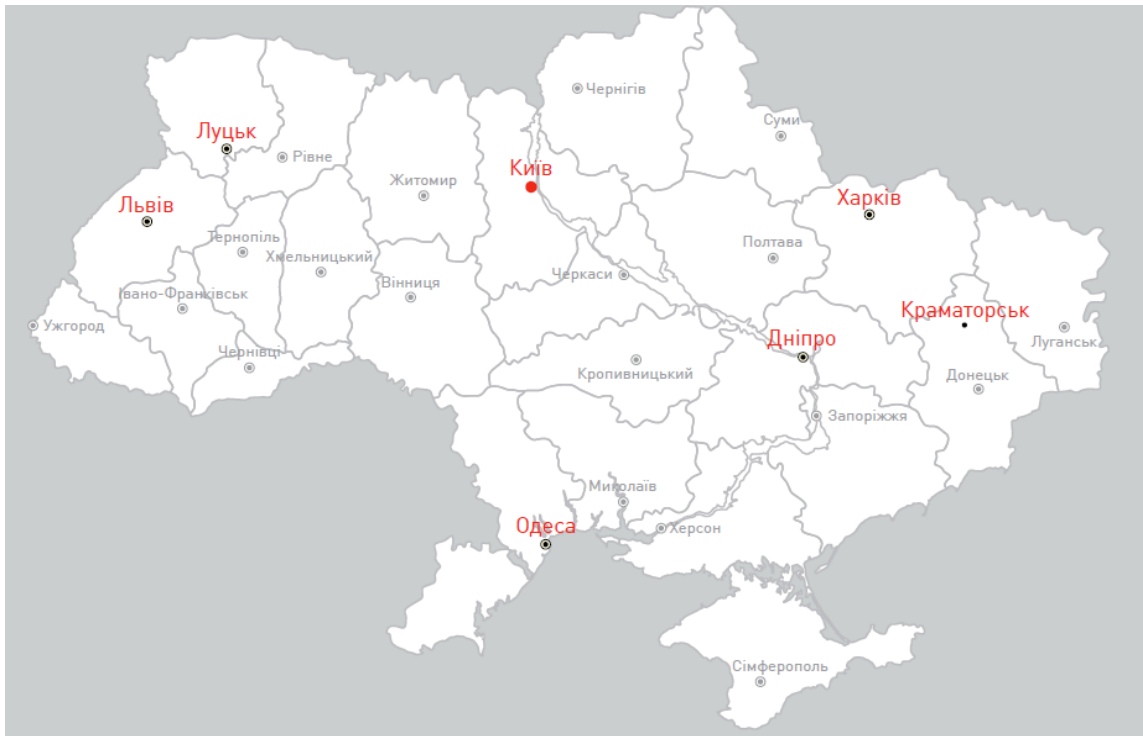 Чернігів
Суми
Луцьк
Рівне
Київ
Житомир
Харків
Львів
Тернопіль
Полтава
Хмельницький
Черкаси
Вінниця
Івано-Франківськ
Краматорськ
Ужгород
Дніпро
Луганськ
Чернівці
Кропивницький
Донецьк
Запоріжжя
Миколаїв
Одеса
Херсон
Сімферополь